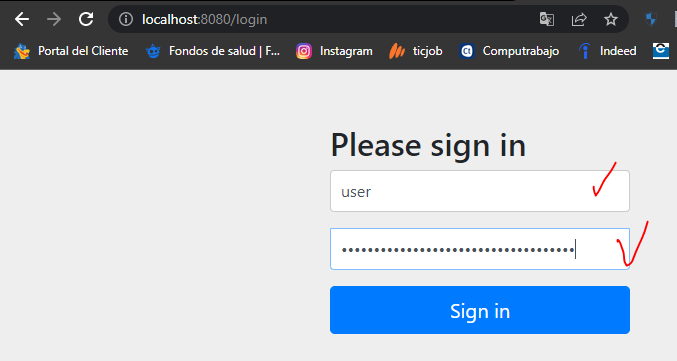 localhost:8080/login
Portal del Cliente
Fondos de salud | F...
Instagram
ticjob
Ct
Computrabajo
Indeed
Please sign in
user
••••••••••••••••••••••••••••••••••••
Sign in